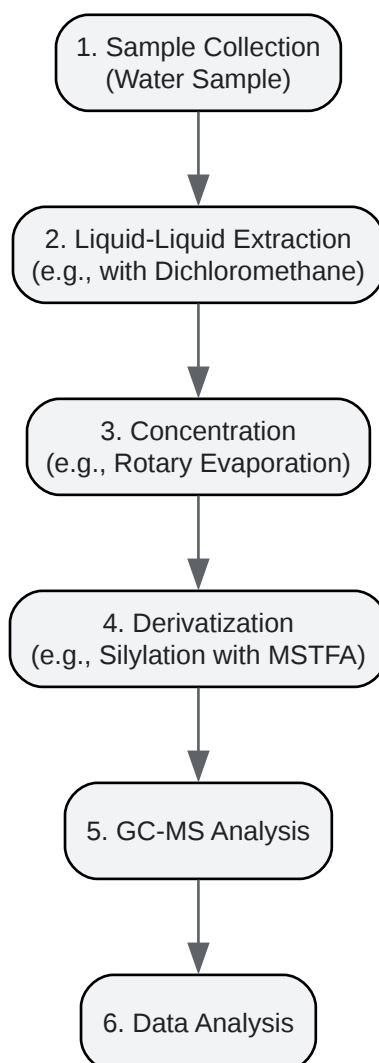 1. Sample Collection
(Water Sample)
2. Liquid-Liquid Extraction
(e.g., with Dichloromethane)
3. Concentration
(e.g., Rotary Evaporation)
4. Derivatization
(e.g., Silylation with MSTFA)
5. GC-MS Analysis
6. Data Analysis